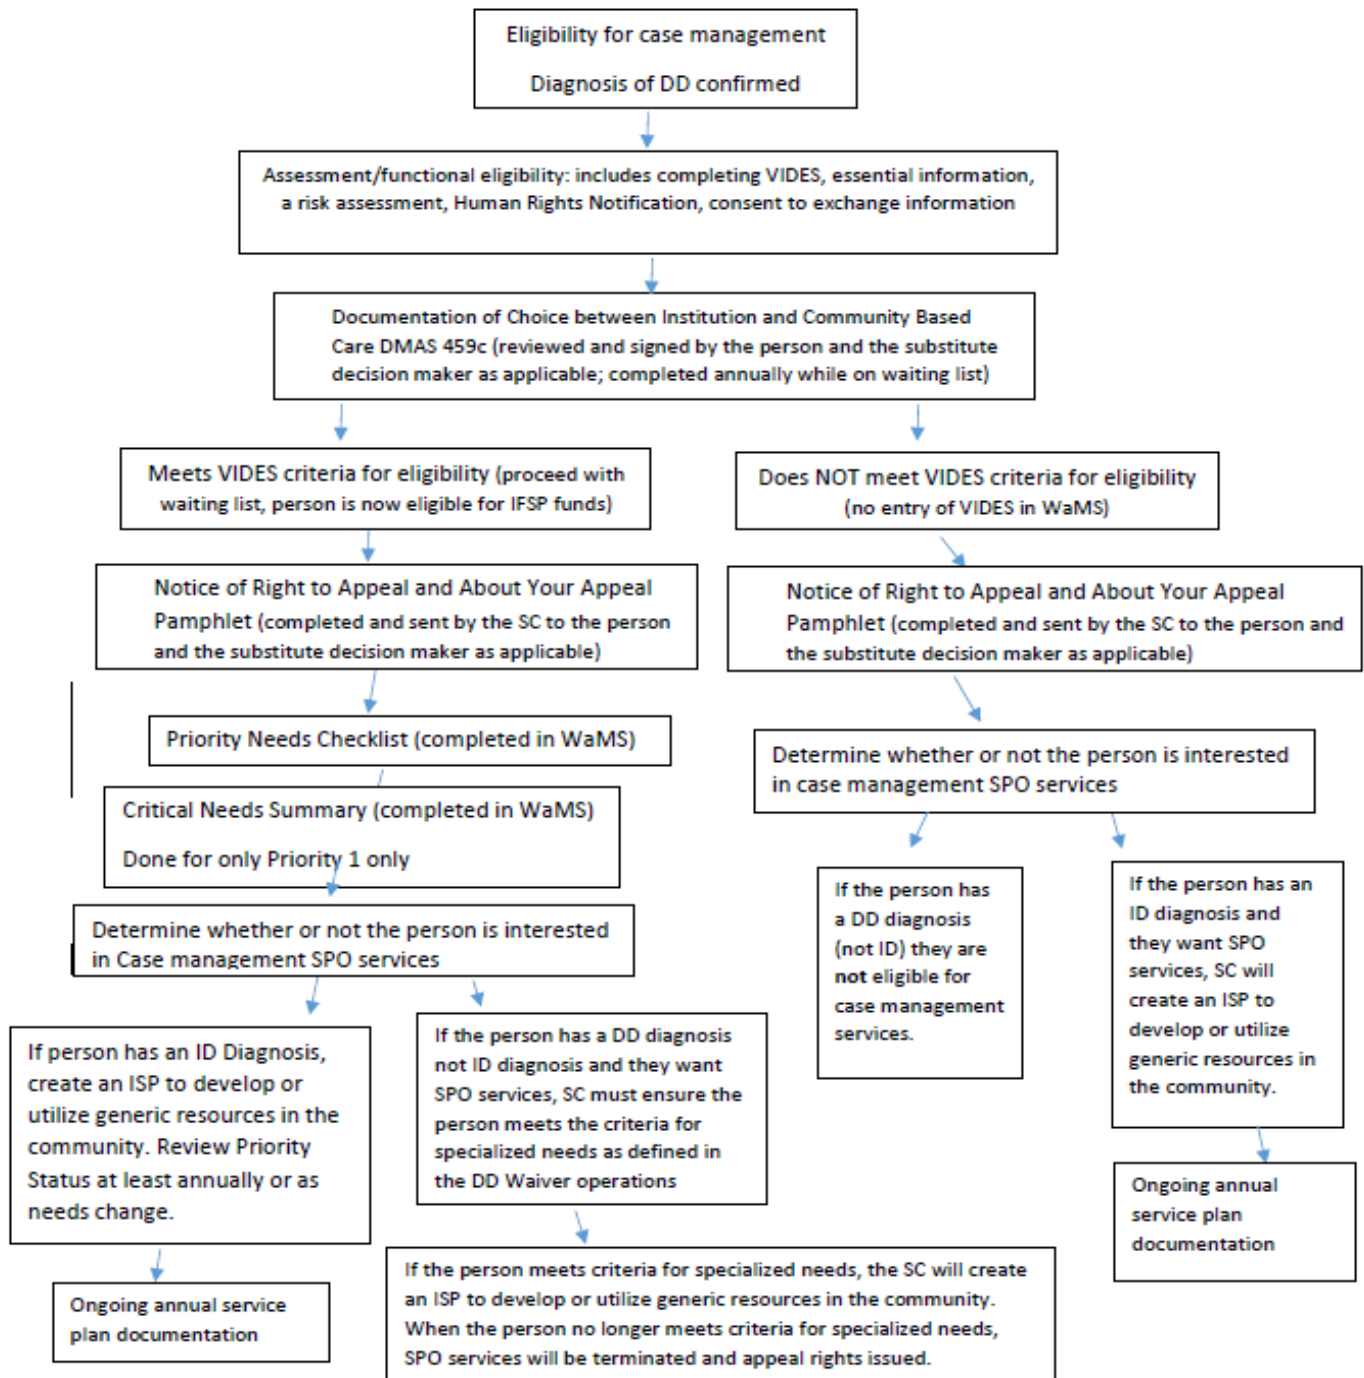 Eligibility for case management
Diagnosis of DD confirmed
Assessment/functional eligibility: includes completing VIDES, essential information,
a risk assessment, Human Rights Notification, consent to exchange information
Documentation of Choice between Institution and Community Based
Care DMAS 459c (reviewed and signed by the person and the substitute
decision maker as applicable; completed annually while on waiting list)
Meets VIDES criteria for eligibility (proceed with
waiting list, person is now eligible for IFSP funds)
Does NOT meet VIDES criteria for eligibility
(no entry of VIDES in WaMS)
Notice of Right to Appeal and About Your Appeal
Pamphlet (completed and sent by the SC to the person
and the substitute decision maker as applicable)
Notice of Right to Appeal and About Your Appeal
Pamphlet (completed and sent by the SC to the person and
the substitute decision maker as applicable)
Priority Needs Checklist (completed in WaMS)
Determine whether or not the person is interested
in case management SPO services
Critical Needs Summary (completed in WaMS)
Done for only Priority 1 only
Determine whether or not the person is interested
in Case management SPO services
If the person has
a DD diagnosis
(not ID) they are
not eligible for
case management
services.
If the person has an
ID diagnosis and
they want SPO
services, SC will
create an ISP to
develop or utilize
generic resources in
the community.
If person has an ID Diagnosis,
create an ISP to develop or
utilize generic resources in the
community. Review Priority
Status at least annually or as
needs change.
If the person has a DD diagnosis
not ID diagnosis and they want
SPO services, SC must ensure the
person meets the criteria for
specialized needs as defined in
the DD Waiver operations
Ongoing annual
service plan
documentation
Ongoing annual service
plan documentation
If the person meets criteria for specialized needs, the SC will create
an ISP to develop or utilize generic resources in the community.
When the person no longer meets criteria for specialized needs,
SPO services will be terminated and appeal rights issued.